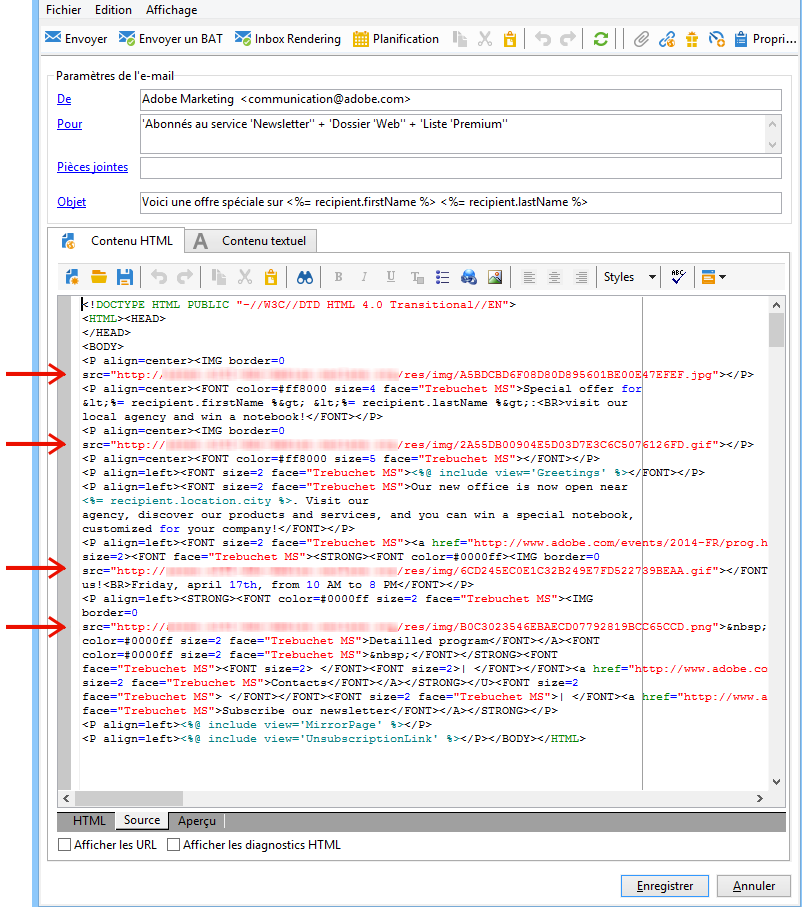 Fichier Edition Affichage
Envoyer Envoyer un BAT Inbox Rendering Planification Propri...
Paramètres de l'e-mail
De Adobe Marketing <communication@adobe.com>
Pour 'Abonnés au service 'Newsletter'' + 'Dossier 'Web'' + 'Liste 'Premium''
Pièces jointes
Objet Voici une offre spéciale sur <%= recipient.firstName %> <%= recipient.lastName %>
Contenu HTML A Contenu textuel
B I U Styles ABC
<!DOCTYPE HTML PUBLIC "-//W3C//DTD HTML 4.0 Transitional//EN">
<HTML><HEAD>
</HEAD>
<BODY>
<P align=center><IMG border=0
src="http:/ /res/img/A5BDCBD6F08D80D895601BE00E47EFEF.jpg"></P>
<P align=center><FONT color=#ff8000 size=4 face="Trebuchet MS">Special offer for
&lt;%= recipient.firstName %&gt; &lt;%= recipient.lastName %&gt;:<BR>visit our
local agency and win a notebook!</FONT></P>
<P align=center><IMG border=0
src="http:// /res/img/2A55DB00904E5D03D7E3C6C5076126FD.gif"></P>
<P align=center><FONT color=#ff8000 size=5 face="Trebuchet MS"></FONT></P>
<P align=left><FONT size=2 face="Trebuchet MS"><%@ include view='Greetings' %></FONT></P>
<P align=left><FONT size=2 face="Trebuchet MS">Our new office is now open near
<%= recipient.location.city %>. Visit our
agency, discover our products and services, and you can win a special notebook,
customized for your company!</FONT></P>
<P align=left><FONT size=2 face="Trebuchet MS"><a href="http://www.adobe.com/events/2014-FR/prog.h
size=2><FONT face="Trebuchet MS"><STRONG><FONT color=#0000ff><IMG border=0
src="http:// /res/img/6CD245EC0E1C32B249E7FD522739BEAA.gif"></FONT
us!<BR>Friday, april 17th, from 10 AM to 8 PM</FONT></P>
<P align=left><STRONG><FONT color=#0000ff size=2 face="Trebuchet MS"><IMG
border=0
src="http:// /res/img/B0C3023546EBAECD07792819BCC65CCD.png">&nbsp;
color=#0000ff size=2 face="Trebuchet MS">Detailled program</FONT></A><FONT
color=#0000ff size=2 face="Trebuchet MS">&nbsp;</FONT></STRONG><FONT
face="Trebuchet MS"><FONT size=2> </FONT><FONT size=2>| </FONT></FONT><a href="http://www.adobe.co
size=2 face="Trebuchet MS">Contacts</FONT></A></STRONG></U><FONT size=2
face="Trebuchet MS"> </FONT></FONT><FONT size=2 face="Trebuchet MS">| </FONT><a href="http://www.a
face="Trebuchet MS">Subscribe our newsletter</FONT></A></STRONG></P>
<P align=left><%@ include view='MirrorPage' %></P>
<P align=left><%@ include view='UnsubscriptionLink' %></P></BODY></HTML>
HTML Source Aperçu
Afficher les URL Afficher les diagnostics HTML
Enregistrer Annuler